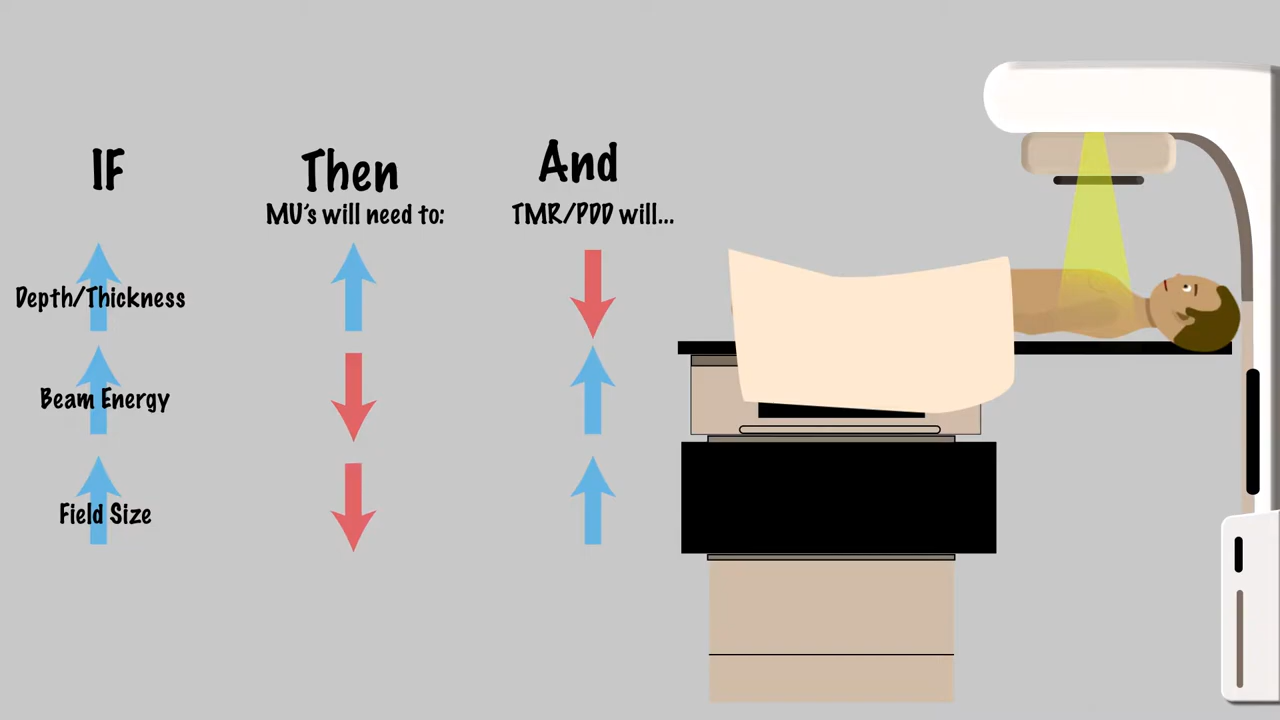 IF
Then
And
MU's will need to:
TMR/PDD will...
Depth/Thickness
Beam Energy
Field Size